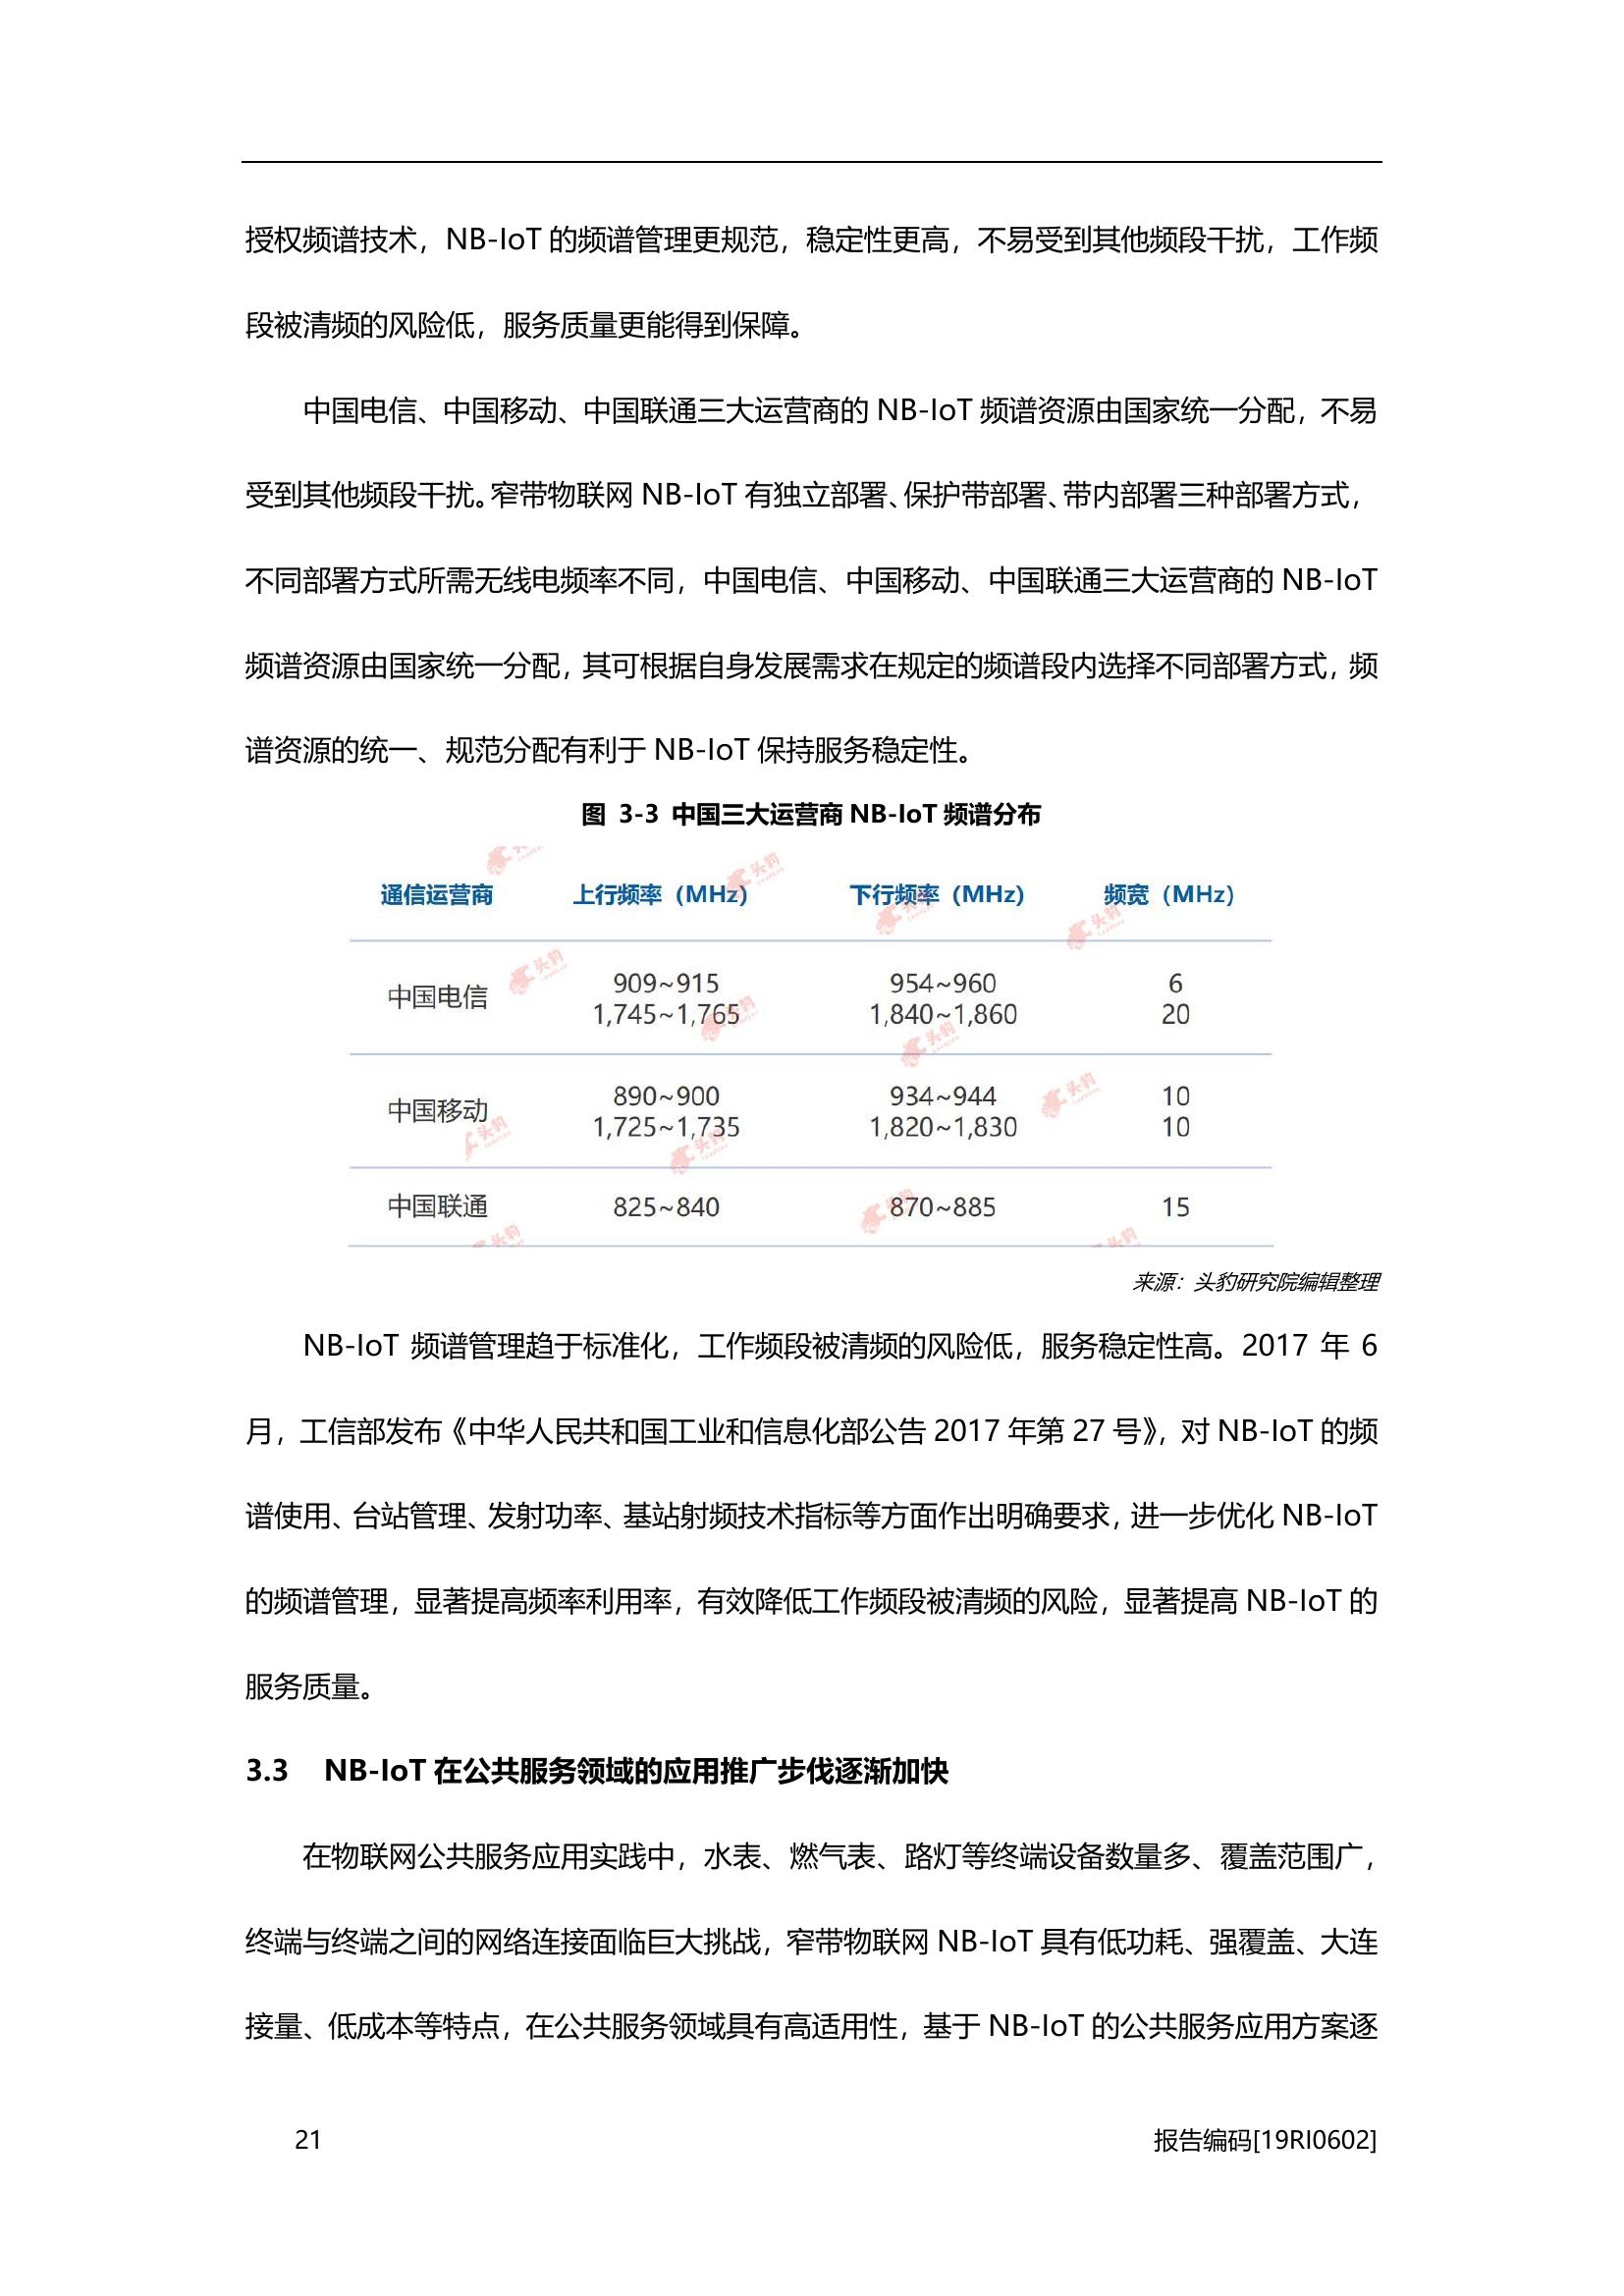 授权频谱技术，NB-IoT 的频谱管理更规范，稳定性更高，不易受到其他频段干扰，工作频
段被清频的风险低，服务质量更能得到保障。
中国电信、中国移动、中国联通三大运营商的 NB-IoT 频谱资源由国家统一分配，不易
受到其他频段干扰。窄带物联网 NB-IoT 有独立部署、保护带部署、带内部署三种部署方式，
不同部署方式所需无线电频率不同，中国电信、中国移动、中国联通三大运营商的 NB-IoT
频谱资源由国家统一分配，其可根据自身发展需求在规定的频谱段内选择不同部署方式，频
谱资源的统一、规范分配有利于 NB-IoT 保持服务稳定性。
图 3-3 中国三大运营商 NB-IoT 频谱分布
通信运营商 上行频率（MHz） 下行频率（MHz） 频宽（MHz）
中国电信 909~915 954~960 6
1,745~1,765 1,840~1,860 20
中国移动 890~900 934~944 10
1,725~1,735 1,820~1,830 10
中国联通 825~840 870~885 15
来源：头豹研究院编辑整理
NB-IoT 频谱管理趋于标准化，工作频段被清频的风险低，服务稳定性高。2017 年 6
月，工信部发布《中华人民共和国工业和信息化部公告 2017 年第 27 号》，对 NB-IoT 的频
谱使用、台站管理、发射功率、基站射频技术指标等方面作出明确要求，进一步优化 NB-IoT
的频谱管理，显著提高频率利用率，有效降低工作频段被清频的风险，显著提高 NB-IoT 的
服务质量。
3.3 NB-IoT 在公共服务领域的应用推广步伐逐渐加快
在物联网公共服务应用实践中，水表、燃气表、路灯等终端设备数量多、覆盖范围广，
终端与终端之间的网络连接面临巨大挑战，窄带物联网 NB-IoT 具有低功耗、强覆盖、大连
接量、低成本等特点，在公共服务领域具有高适用性，基于 NB-IoT 的公共服务应用方案逐
21 报告编码[19RI0602]